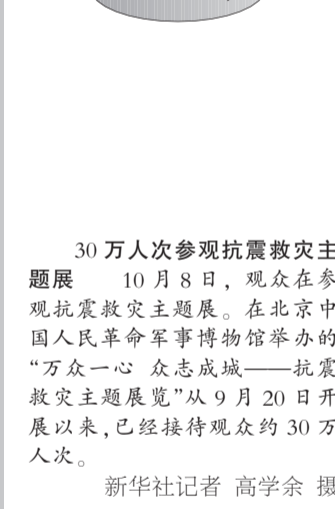 30 万人次参观抗震救灾主
题展 10 月 8 日，观众在参
观抗震救灾主题展。在北京中
国人民革命军事博物馆举办的
“万众一心 众志成城——抗震
救灾主题展览”从 9 月 20 日开
展以来，已经接待观众约 30 万
人次。
新华社记者 高学余 摄